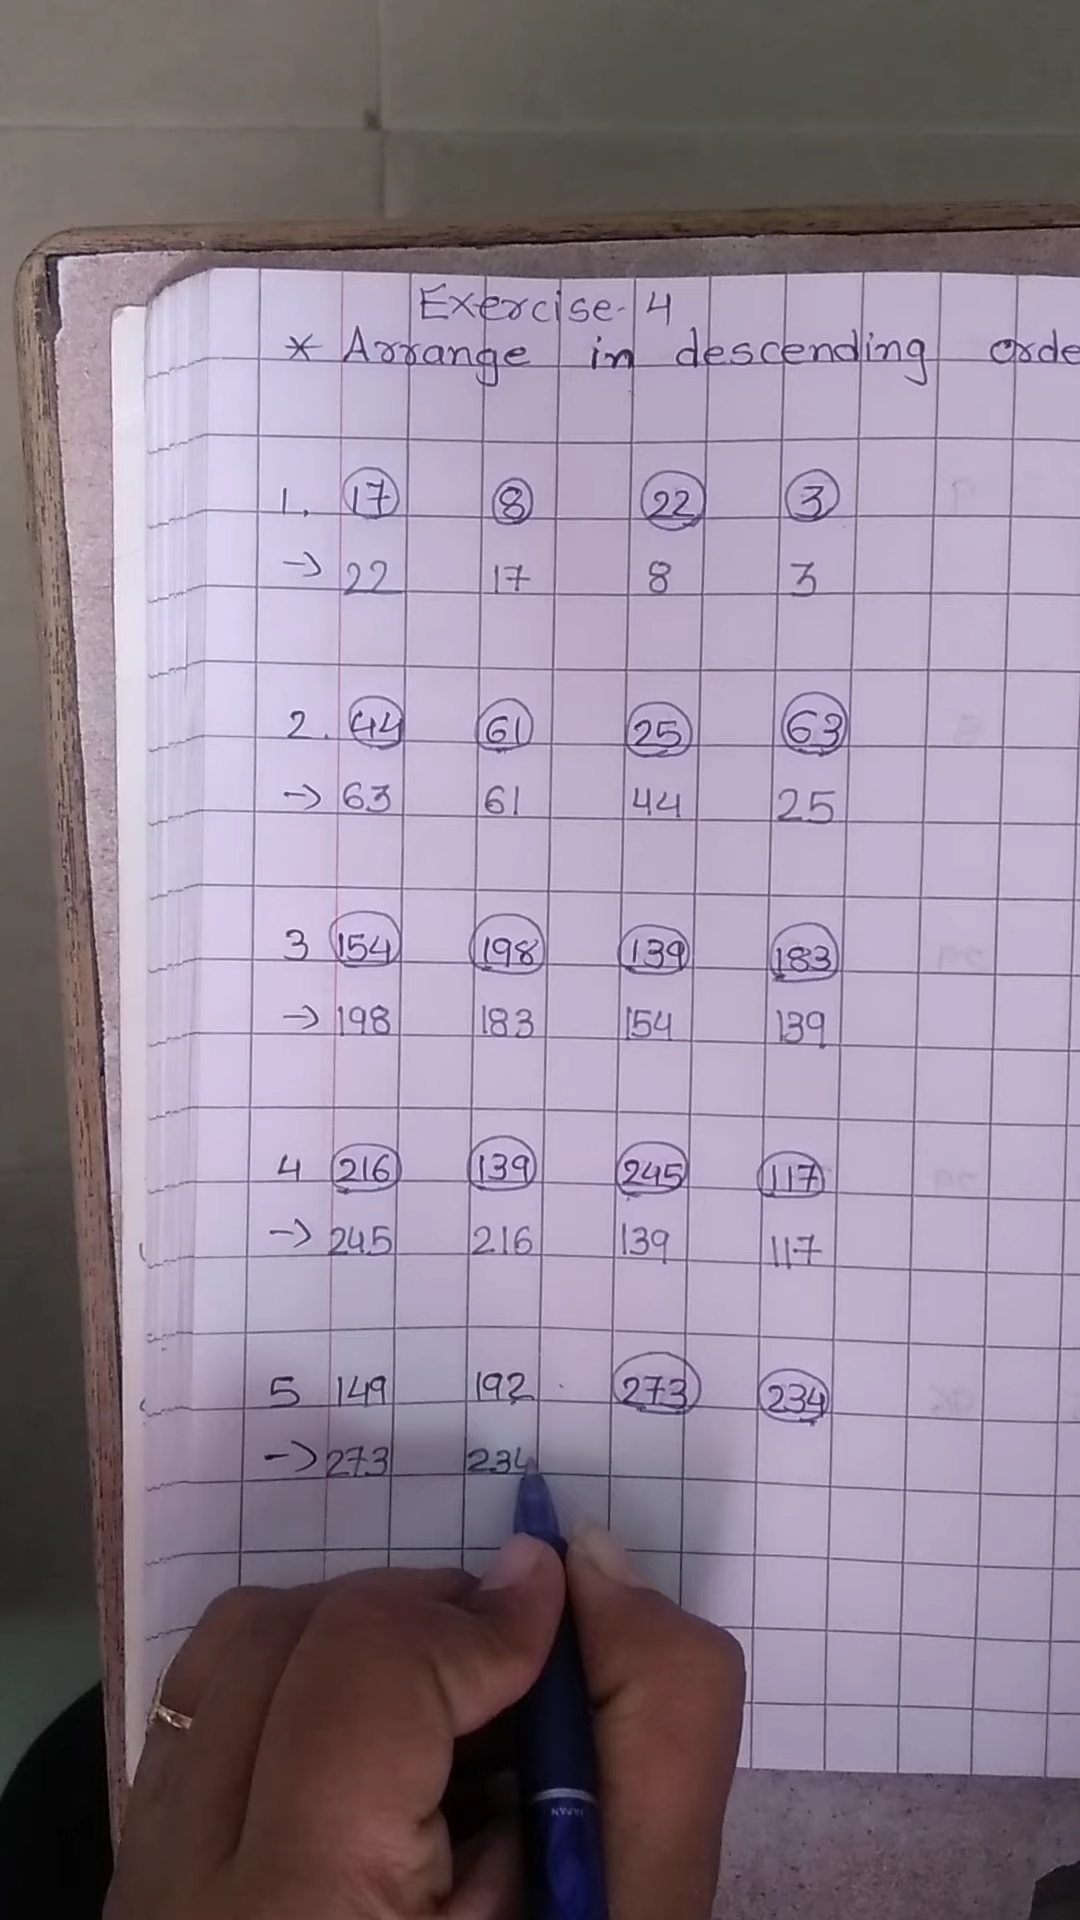 Exercise-4
* Arrange in descending orde
1. 17 8 22 3
→ 22 17 8 3
2. 44 61 25 63
→ 63 61 44 25
3 154 198 139 183
→ 198 183 154 139
4 216 139 245 117
→ 245 216 139 117
5 149 192 273 234
→ 273 234
JAPAN